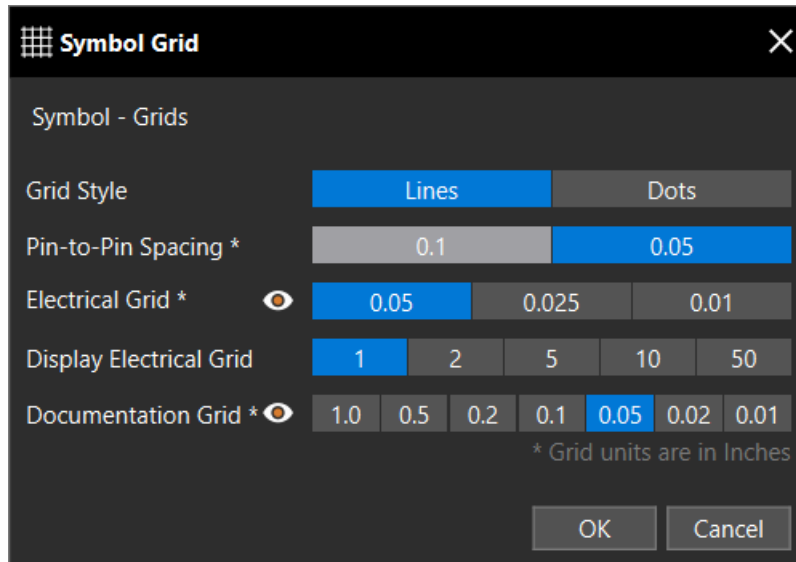 Symbol Grid
Symbol - Grids
Grid Style Lines Dots
Pin-to-Pin Spacing * 0.1 0.05
Electrical Grid * 0.05 0.025 0.01
Display Electrical Grid 1 2 5 10 50
Documentation Grid * 1.0 0.5 0.2 0.1 0.05 0.02 0.01
* Grid units are in Inches
OK Cancel